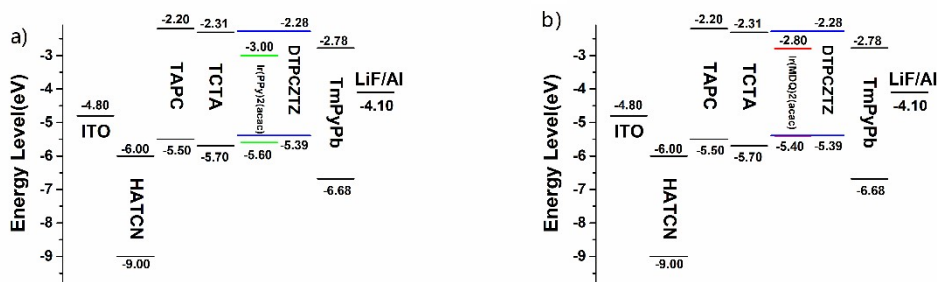 a)
Energy Level(eV)
-3
-4
-5
-6
-7
-8
-9
-4.80
ITO
-6.00
HATCN
-9.00
-2.20
TAPC
-5.50
-2.31
TCTA
-5.70
-3.00
Ir(PPy)2(acac)
-5.60
-2.28
DTPCZTZ
-5.39
-2.78
TmPyPb
-6.68
LiF/Al
-4.10
b)
Energy Level(eV)
-3
-4
-5
-6
-7
-8
-9
-4.80
ITO
-6.00
HATCN
-9.00
-2.20
TAPC
-5.50
-2.31
TCTA
-5.70
-2.80
Ir(MDQ)2(acac)
-5.40
-2.28
DTPCZTZ
-5.39
-2.78
TmPyPb
-6.68
LiF/Al
-4.10